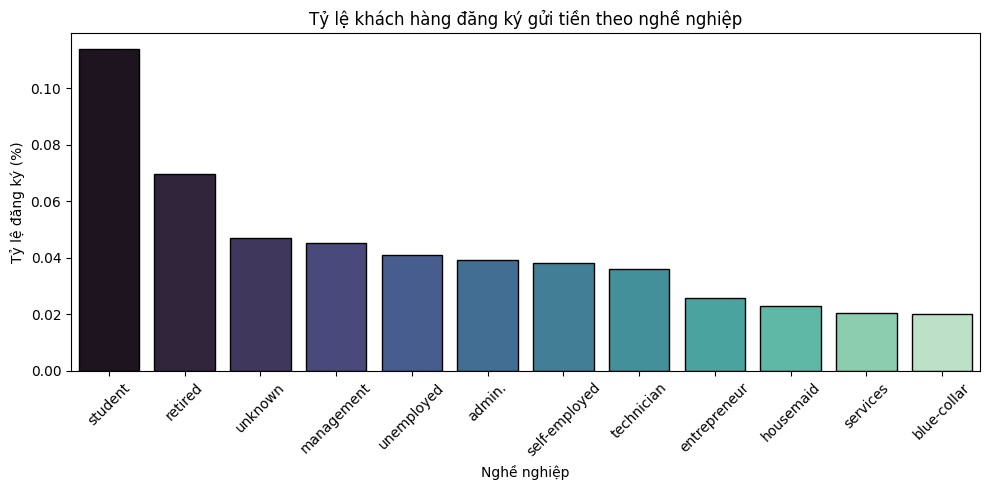 Tỷ lệ khách hàng đăng ký gửi tiền theo nghề nghiệp
Tỷ lệ đăng ký (%)
0.10
0.08
0.06
0.04
0.02
0.00
student
retired
unknown
management
unemployed
admin.
self-employed
technician
entrepreneur
housemaid
services
blue-collar
Nghề nghiệp